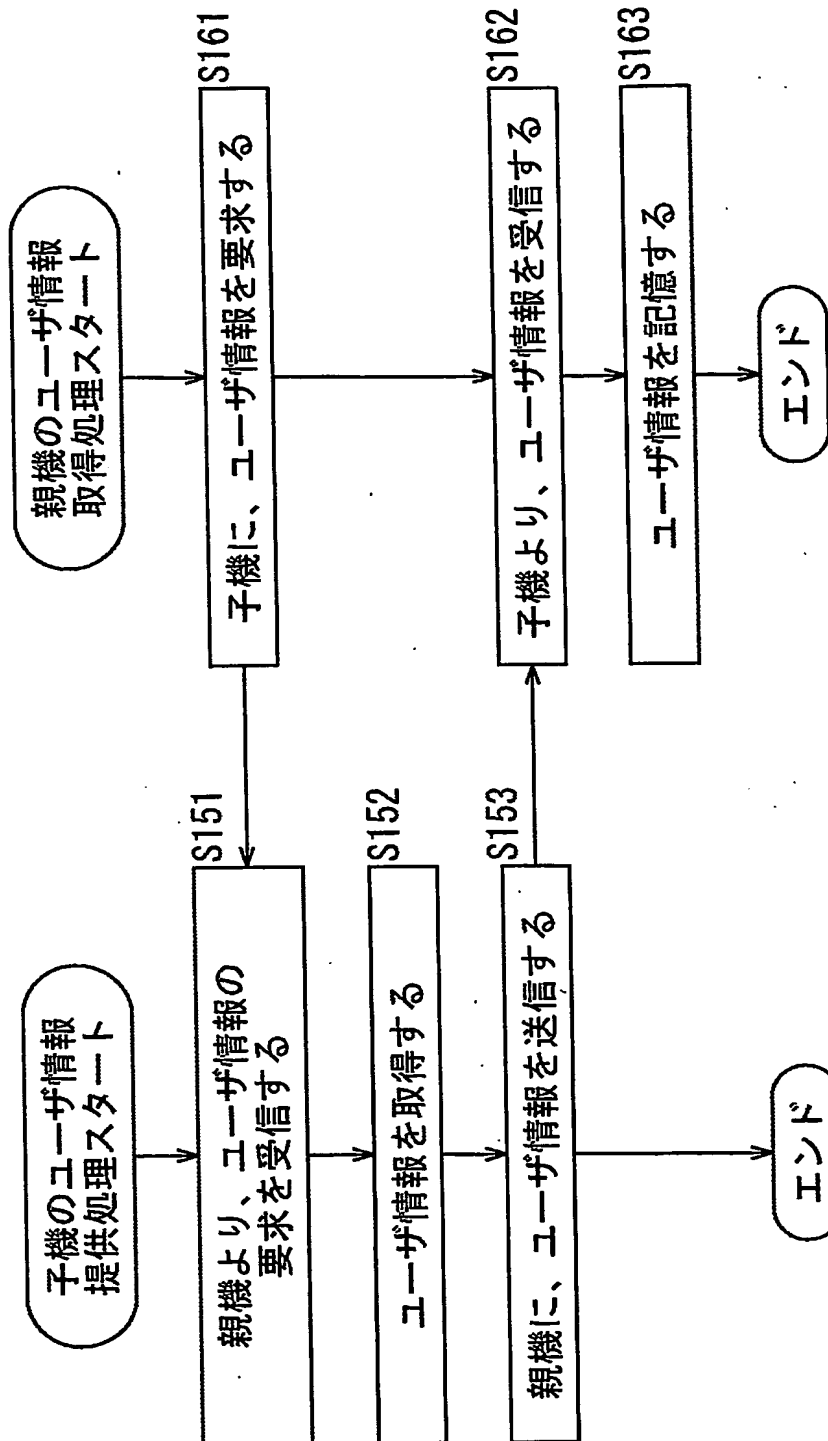 子機のユーザ情報
提供処理スタート
S151
親機より、ユーザ情報の
要求を受信する
S152
ユーザ情報を取得する
S153
親機に、ユーザ情報を送信する
エンド
親機のユーザ情報
取得処理スタート
S161
子機に、ユーザ情報を要求する
S162
子機より、ユーザ情報を受信する
S163
ユーザ情報を記憶する
エンド